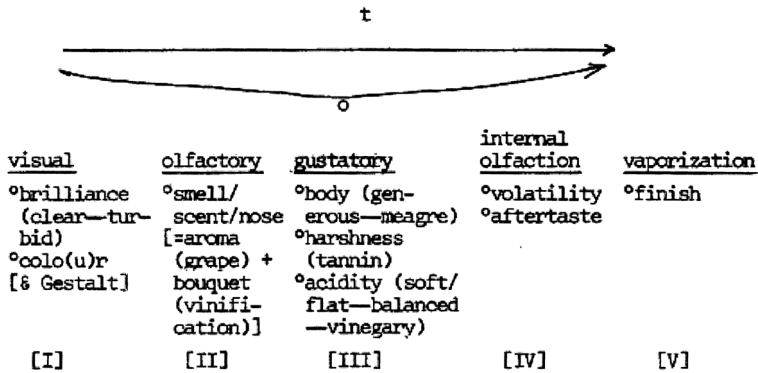 t
o
visual
°brilliance
(clear—tur-
bid)
°colo(u)r
[& Gestalt]
[I]
olfactory
°smell/
scent/nose
[=aroma
(grape) +
bouquet
(vinifi-
cation)]
[II]
gustatory
°body (gen-
erous—meagre)
°harshness
(tannin)
°acidity (soft/
flat—balanced
—vinegary)
[III]
internal
olfaction
°volatility
°aftertaste
[IV]
vaporization
°finish
[V]